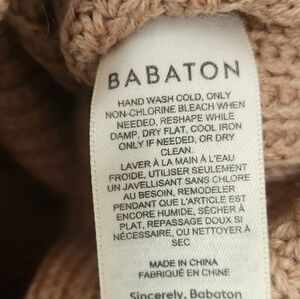 BABATON
HAND WASH COLD, ONLY
NON-CHLORINE BLEACH WHEN
NEEDED, RESHAPE WHILE
DAMP, DRY FLAT, COOL IRON
ONLY IF NEEDED, OR DRY
CLEAN.
LAVER À LA MAIN À L'EAU
FROIDE, UTILISER SEULEMENT
UN JAVELLISANT SANS CHLORE
AU BESOIN, REMODELER
PENDANT QUE L'ARTICLE EST
ENCORE HUMIDE, SÉCHER À
PLAT, REPASSAGE DOUX SI
NÉCESSAIRE, OU NETTOYER À
SEC
MADE IN CHINA
FABRIQUÉ EN CHINE
Sincerely, Babaton